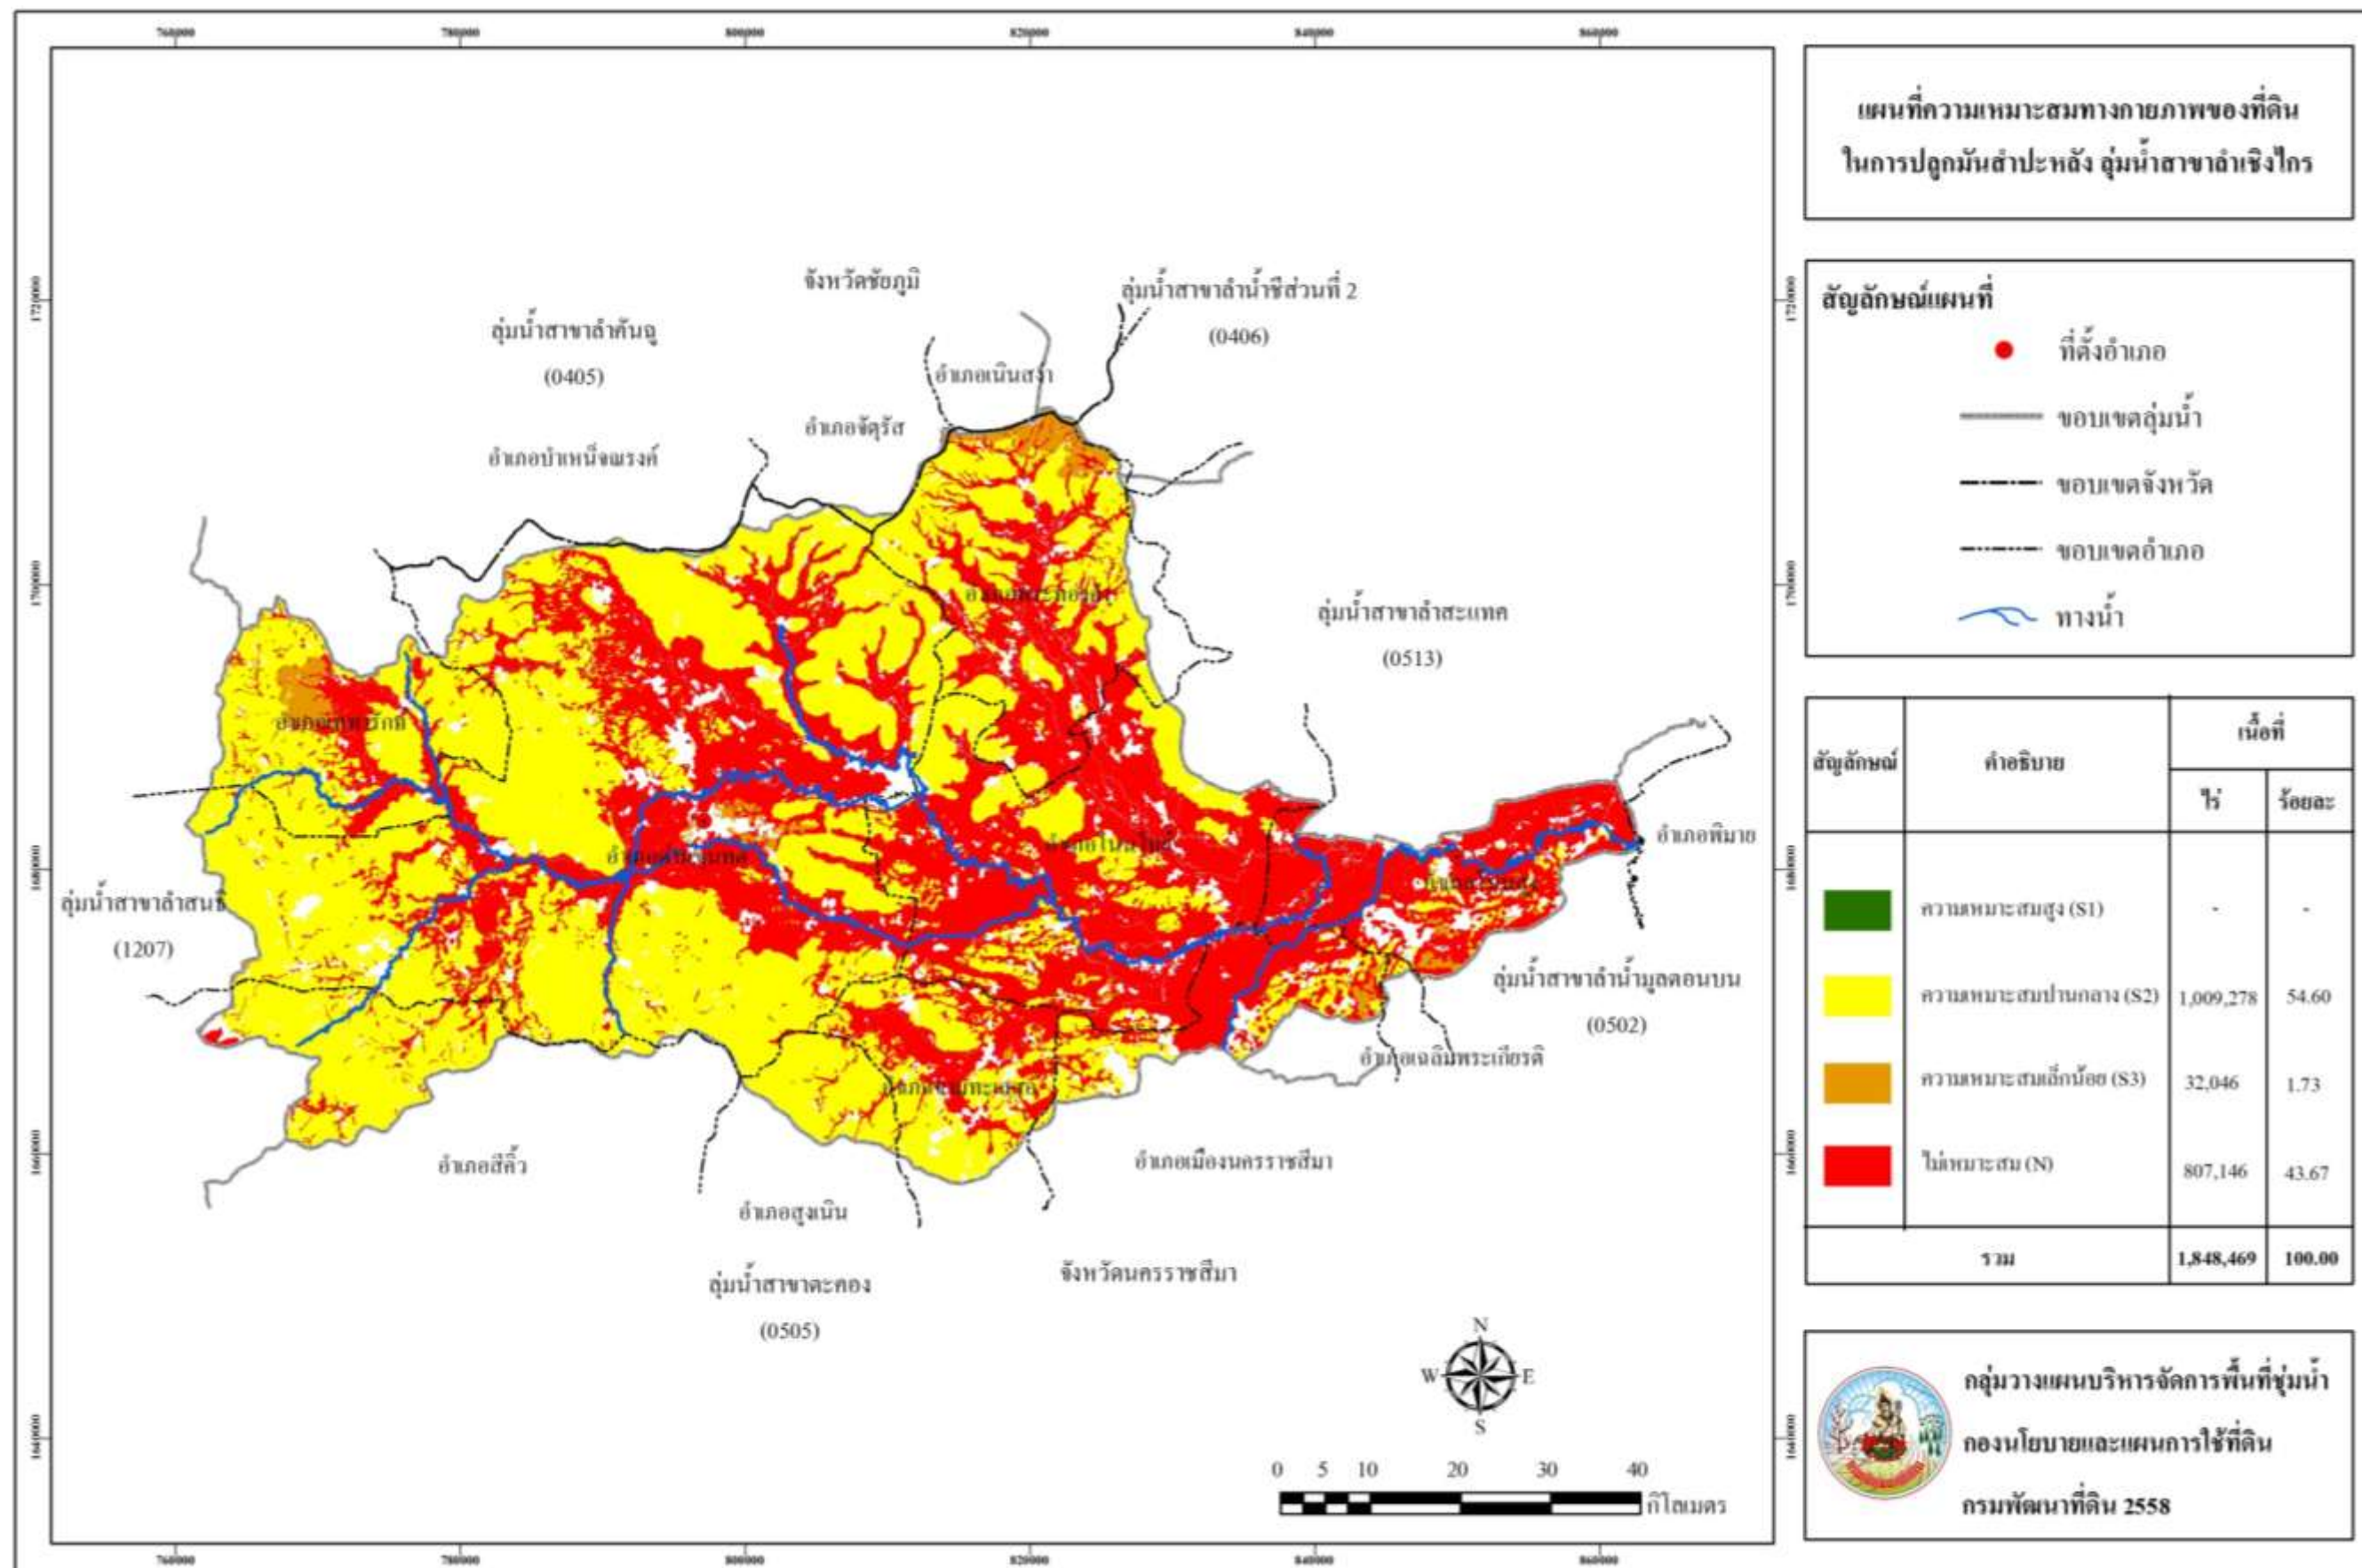 แผนที่ความเหมาะสมทางกายภาพของที่ดิน
ในการปลูกมันสำปะหลัง ลุ่มน้ำสาขาลำเชิงไกร
สัญลักษณ์แผนที่
ที่ตั้งอำเภอ
ขอบเขตลุ่มน้ำ
ขอบเขตจังหวัด
ขอบเขตอำเภอ
ทางน้ำ
สัญลักษณ์ คำอธิบาย เนื้อที่
ไร่ ร้อยละ
ความเหมาะสมสูง (S1) - -
ความเหมาะสมปานกลาง (S2) 1,009,278 54.60
ความเหมาะสมเล็กน้อย (S3) 32,046 1.73
ไม่เหมาะสม (N) 807,146 43.67
รวม 1,848,469 100.00
กลุ่มวางแผนบริหารจัดการพื้นที่ชุ่มน้ำ
กองนโยบายและแผนการใช้ที่ดิน
กรมพัฒนาที่ดิน 2558
760000 780000 800000 820000 840000 860000
1720000 1720000
1700000 1700000
1680000 1680000
1660000 1660000
1640000 1640000
760000 780000 800000 820000 840000 860000
จังหวัดชัยภูมิ
ลุ่มน้ำสาขาลำน้ำชีส่วนที่ 2
(0406)
ลุ่มน้ำสาขาลำคันฉู
(0405)
อำเภอเนินสง่า
อำเภอจัตุรัส
อำเภอบำเหน็จณรงค์
ลุ่มน้ำสาขาลำสะแทด
(0513)
อำเภอพิมาย
ลุ่มน้ำสาขาลำสนธิ
(1207)
ลุ่มน้ำสาขาลำน้ำมูลตอนบน
(0502)
อำเภอเฉลิมพระเกียรติ
อำเภอสีคิ้ว
อำเภอเมืองนครราชสีมา
อำเภอสูงเนิน
ลุ่มน้ำสาขาตะคอง
(0505)
จังหวัดนครราชสีมา
N
W E
S
0 5 10 20 30 40
กิโลเมตร